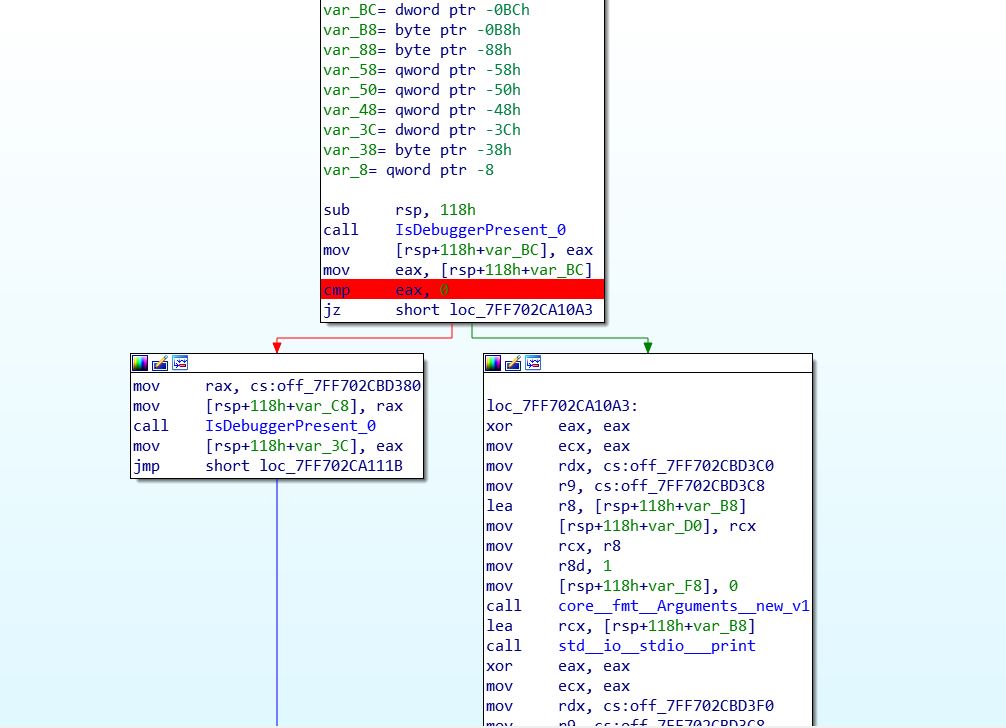 var_BC= dword ptr -0BCh
var_B8= byte ptr -0B8h
var_88= byte ptr -88h
var_58= qword ptr -58h
var_50= qword ptr -50h
var_48= qword ptr -48h
var_3C= dword ptr -3Ch
var_38= byte ptr -38h
var_8= qword ptr -8
sub rsp, 118h
call IsDebuggerPresent_0
mov [rsp+118h+var_BC], eax
mov eax, [rsp+118h+var_BC]
cmp eax, 0
jz short loc_7FF702CA10A3
mov rax, cs:off_7FF702CBD380
mov [rsp+118h+var_C8], rax
call IsDebuggerPresent_0
mov [rsp+118h+var_3C], eax
jmp short loc_7FF702CA111B
loc_7FF702CA10A3:
xor eax, eax
mov ecx, eax
mov rdx, cs:off_7FF702CBD3C0
mov r9, cs:off_7FF702CBD3C8
lea r8, [rsp+118h+var_B8]
mov [rsp+118h+var_D0], rcx
mov rcx, r8
mov r8d, 1
mov [rsp+118h+var_F8], 0
call core__fmt__Arguments__new_v1
lea rcx, [rsp+118h+var_B8]
call std__io__stdio___print
xor eax, eax
mov ecx, eax
mov rdx, cs:off_7FF702CBD3F0
mov r9, cs:off_7FF702CBD3C8